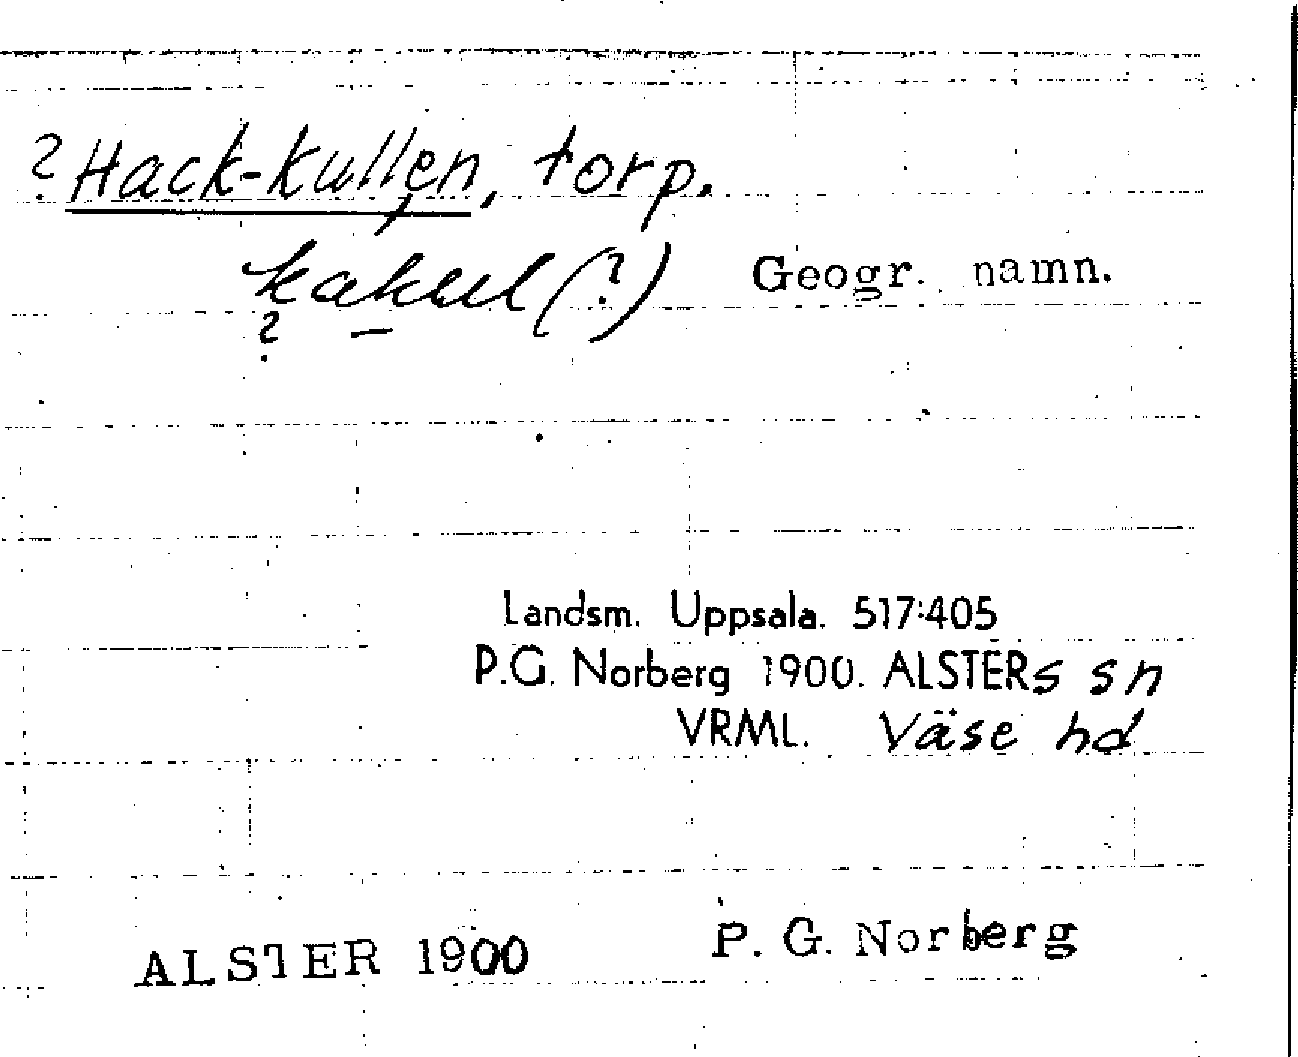 ? Hack-kullen, torp.
kakul (?) Geogr. namn.
?
Landsm. Uppsala. 517:405
P.G. Norberg 1900. ALSTERs sn
VRML. Väse hd
ALSTER 1900 P. G. Norberg